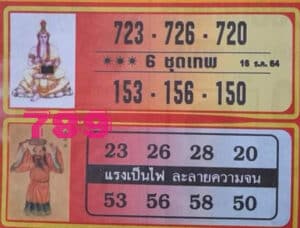 723 - 726 - 720
*** 6 ชุดเทพ 16 ธ.ค. 64
153 - 156 - 150
789
23 26 28 20
แรงเป็นไฟ ละลายความจน
53 56 58 50